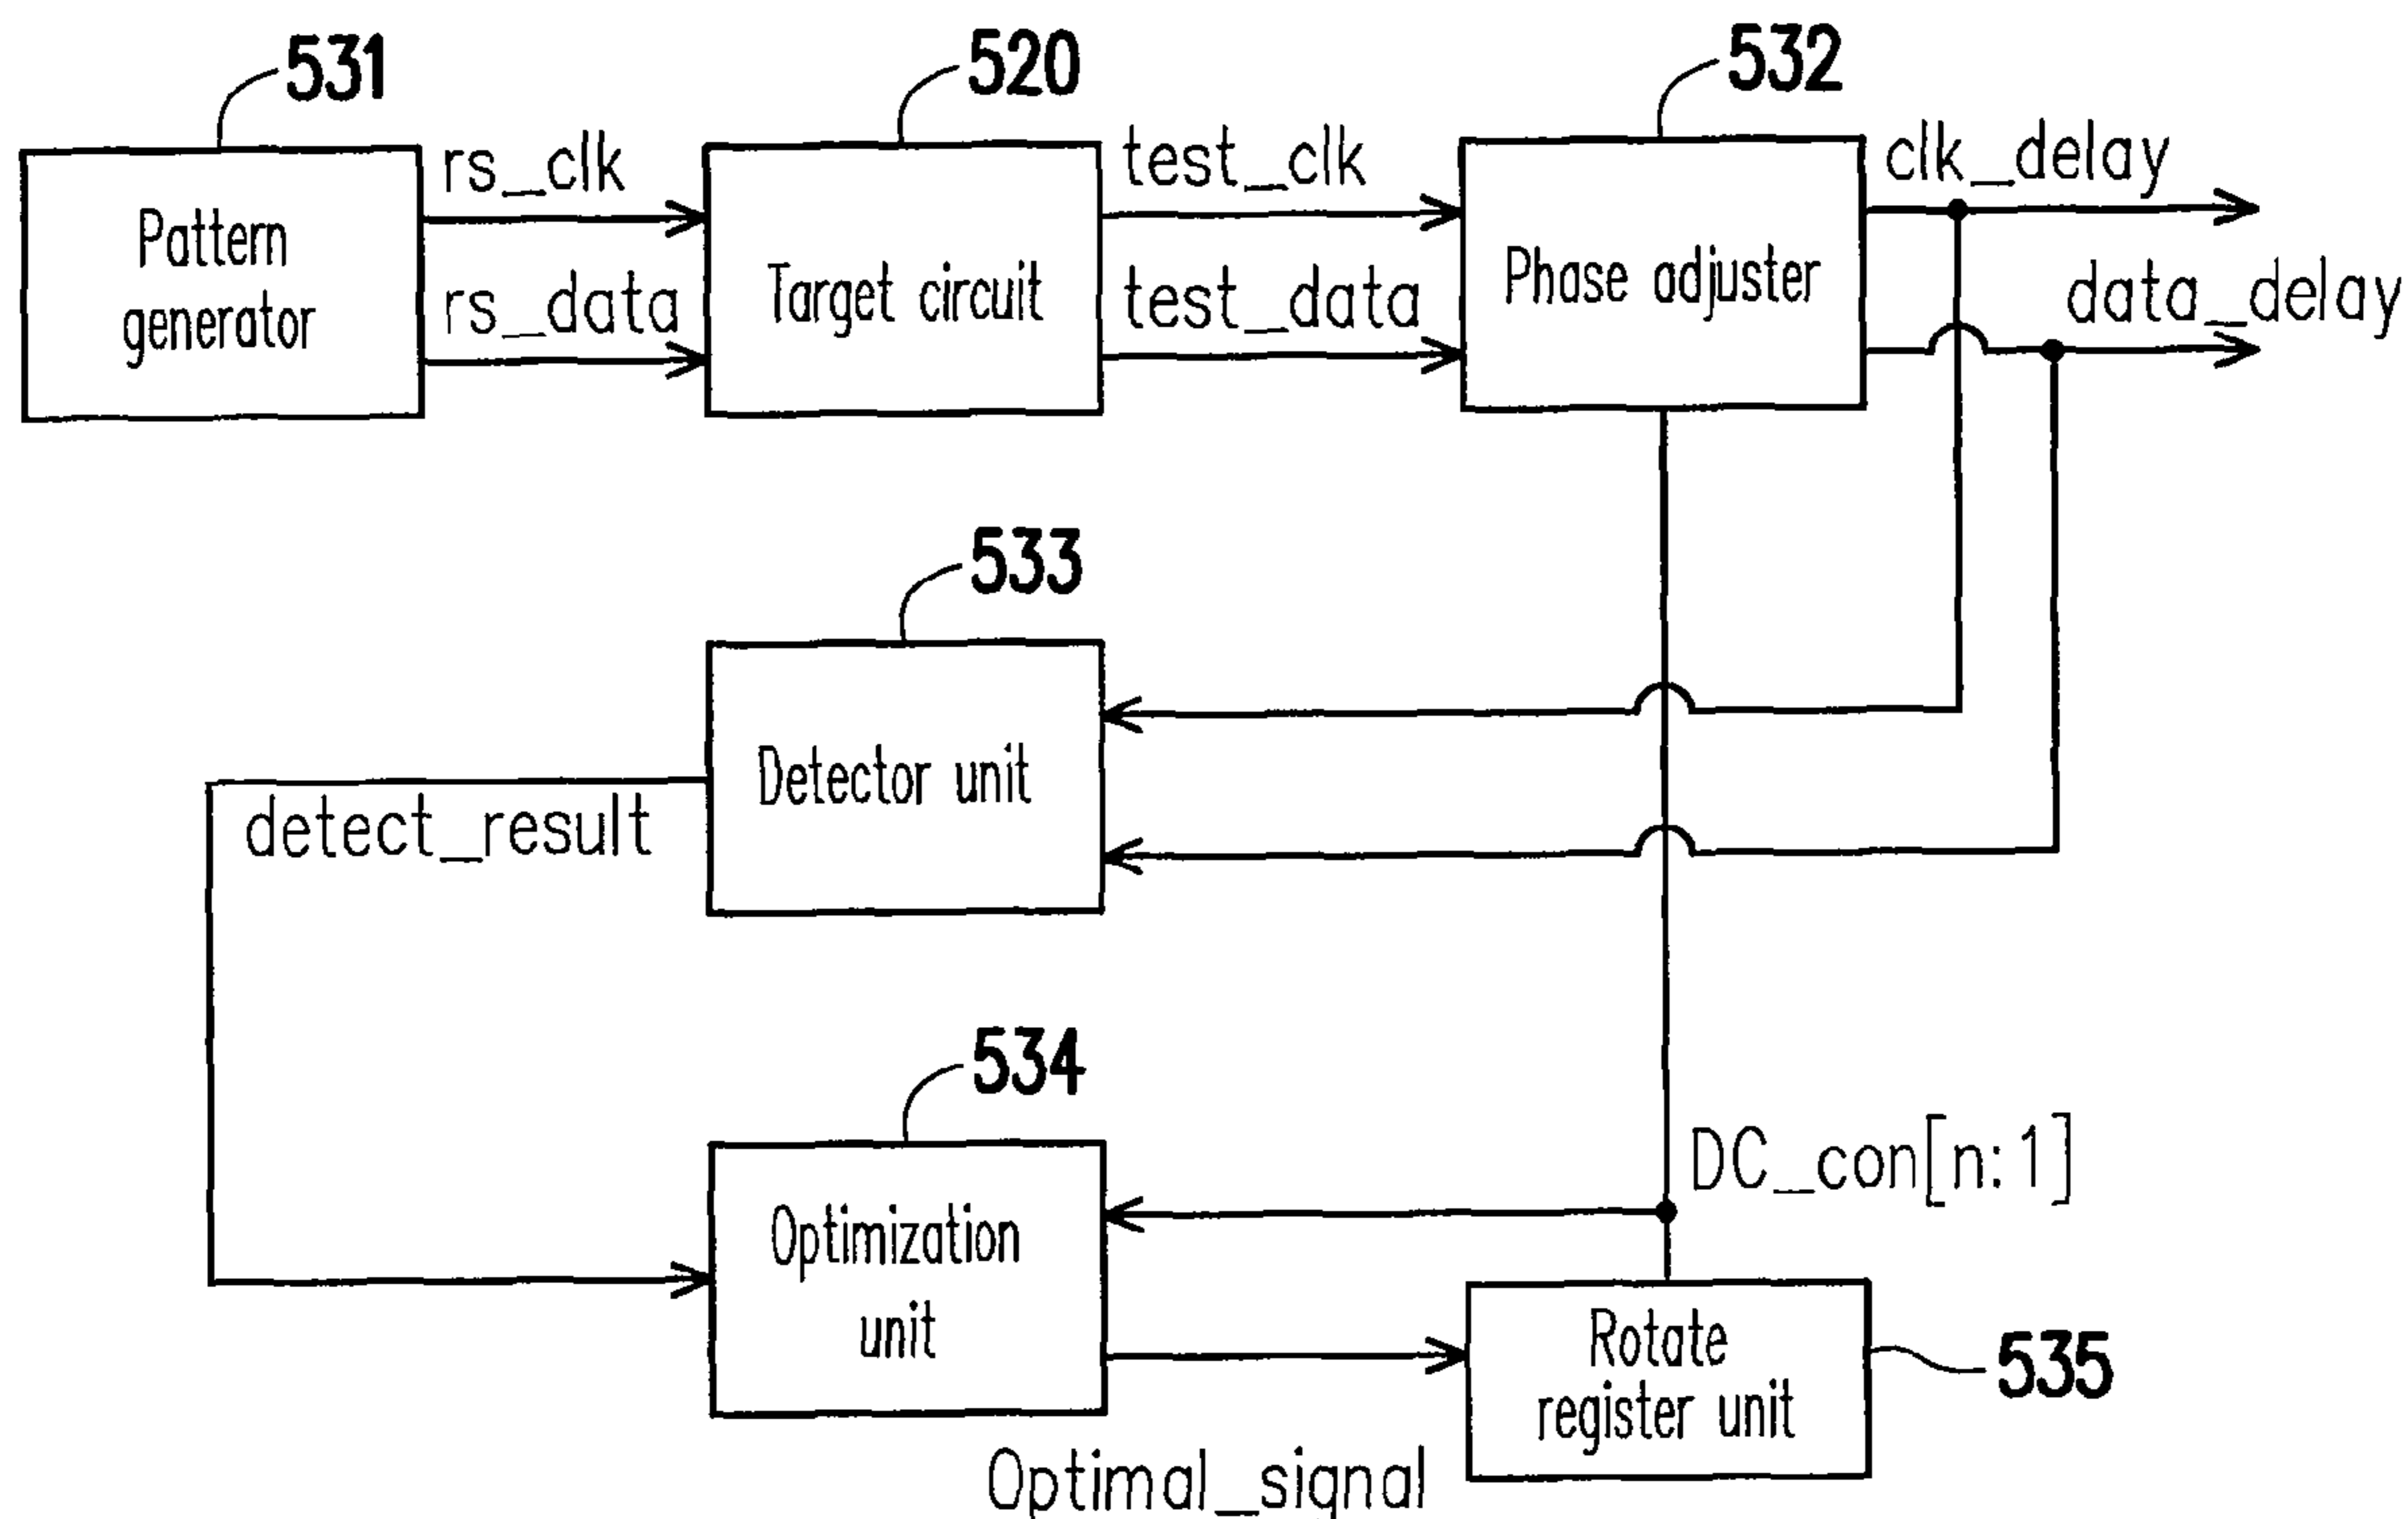 531
520
532
rs_clk
test_clk
clk_delay
Pattern
generator
rs_data
Target circuit
test_data
Phase adjuster
data_delay
533
Detector unit
detect_result
534
DC_con[n:1]
Optimization
unit
Rotate
register unit
535
Optimal_signal